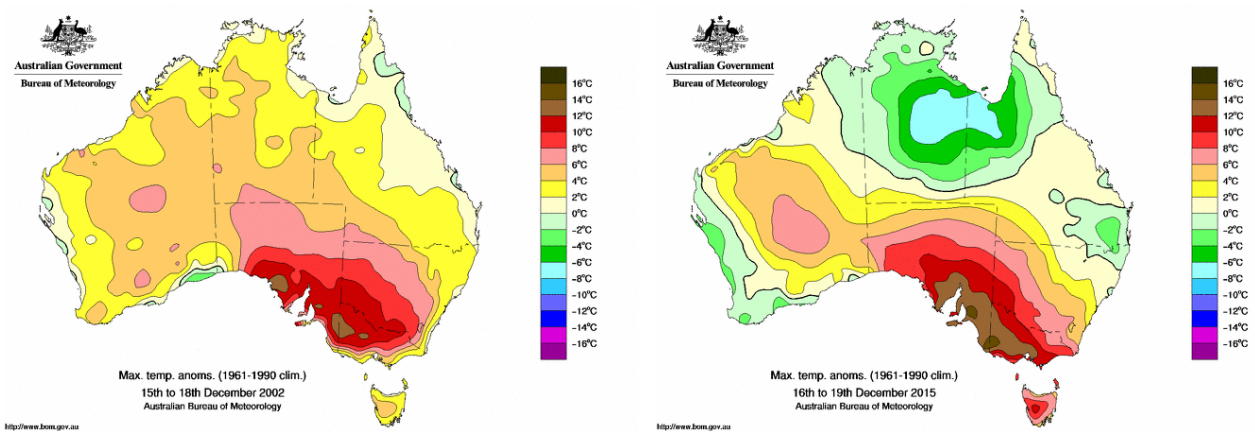 Australian Government
Bureau of Meteorology
16°C
14°C
12°C
10°C
8°C
6°C
4°C
2°C
0°C
−2°C
−4°C
−6°C
−8°C
−10°C
−12°C
−14°C
−16°C
Max. temp. anoms. (1961-1990 clim.)
15th to 18th December 2002
Australian Bureau of Meteorology
http://www.bom.gov.au
Australian Government
Bureau of Meteorology
16°C
14°C
12°C
10°C
8°C
6°C
4°C
2°C
0°C
−2°C
−4°C
−6°C
−8°C
−10°C
−12°C
−14°C
−16°C
Max. temp. anoms. (1961-1990 clim.)
16th to 19th December 2015
Australian Bureau of Meteorology
http://www.bom.gov.au